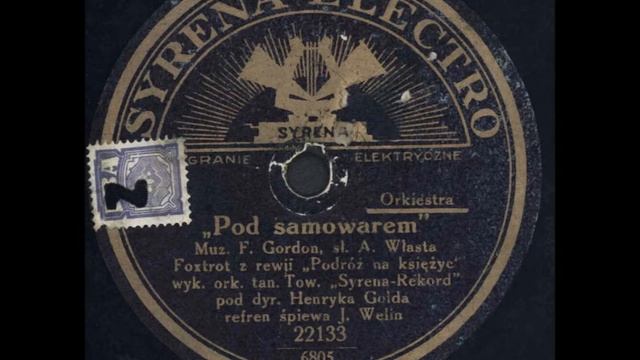 SYRENA-ELECTRO
SYRENA
GRANIE ELEKTRYCZNE
Orkiestra
„Pod samowarem"
Muz. F. Gordon, sł. A. Własta
Foxtrot z rewji „Podróż na księżyc"
wyk. ork. tan. Tow. „Syrena-Rekord"
pod dyr. Henryka Golda
refren śpiewa J. Welin
22133
6805